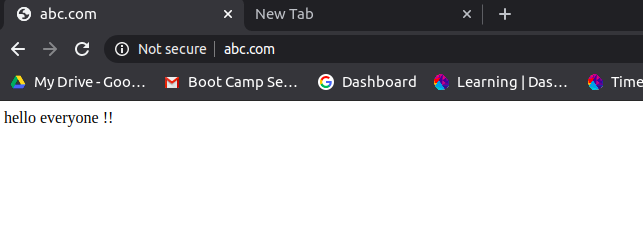 abc.com New Tab
Not secure abc.com
My Drive - Goo… Boot Camp Se… Dashboard Learning | Das… Time
hello everyone !!